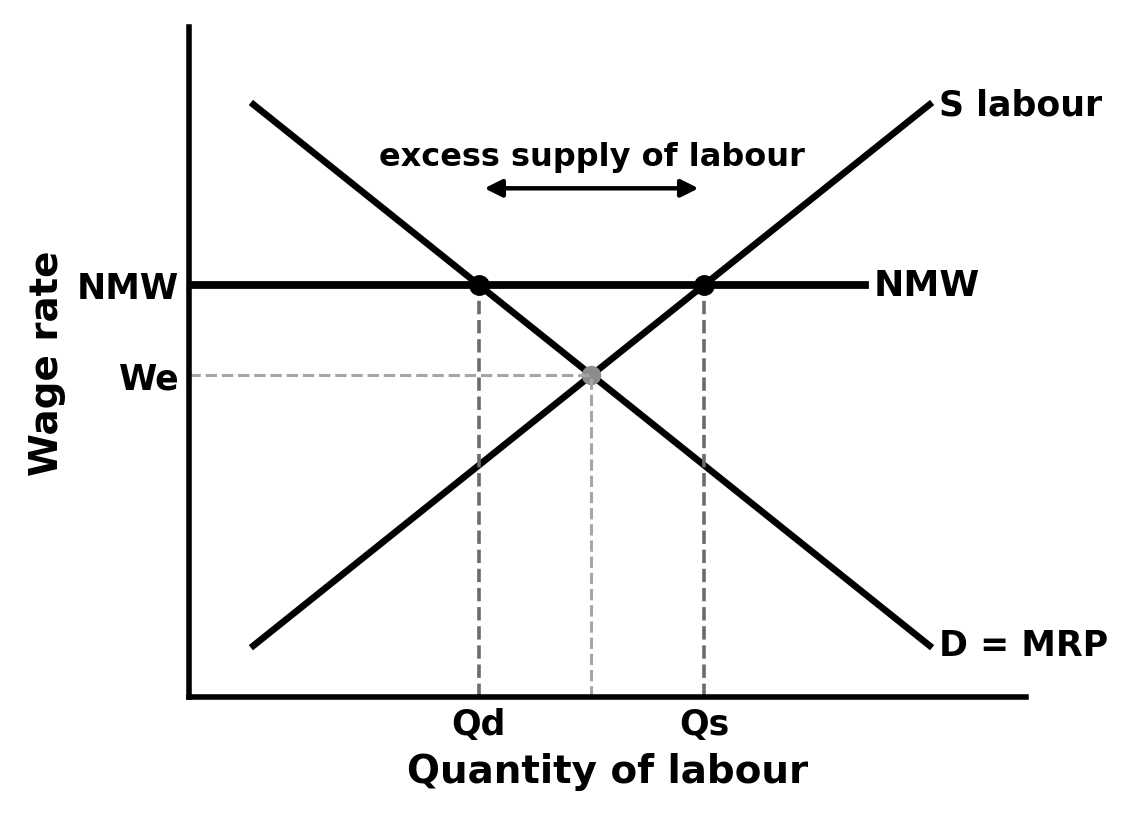 S labour
excess supply of labour
NMW
NMW
We
Wage rate
D = MRP
Qd
Qs
Quantity of labour